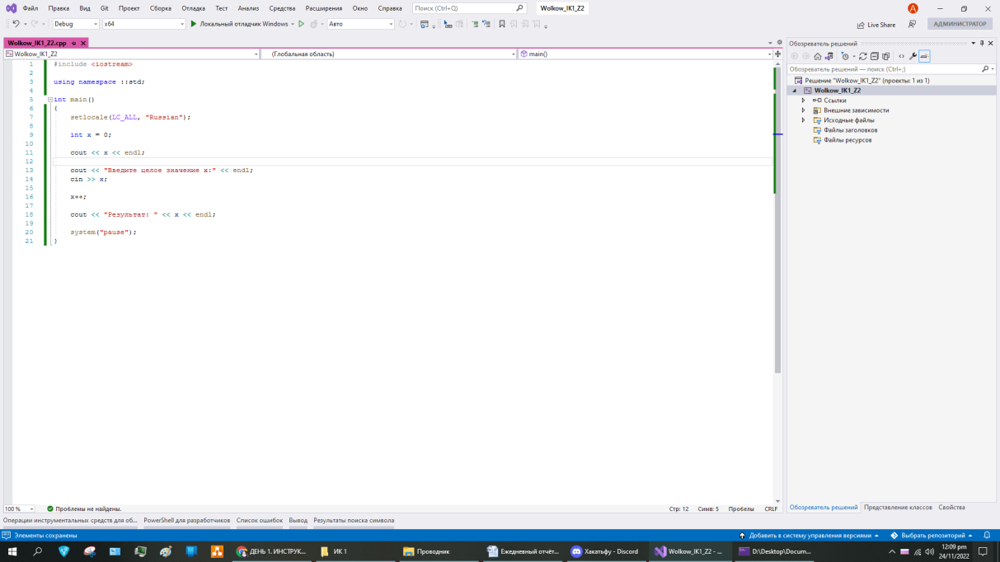 Файл Правка Вид Git Проект Сборка Отладка Тест Анализ Средства Расширения Окно Справка Поиск (Ctrl+Q) Wolkow_IK1_Z2 A
Debug x64 Локальный отладчик Windows Авто Live Share АДМИНИСТРАТОР
Wolkow_IK1_Z2.cpp
Wolkow_IK1_Z2 (Глобальная область) main()
1 #include <iostream>
2
3 using namespace ::std;
4
5 int main()
6 {
7 setlocale(LC_ALL, "Russian");
8
9 int x = 0;
10
11 cout << x << endl;
12
13 cout << "Введите целое значение x:" << endl;
14 cin >> x;
15
16 x++;
17
18 cout << "Результат: " << x << endl;
19
20 system("pause");
21 }
Обозреватель решений
Обозреватель решений — поиск (Ctrl+;)
Решение "Wolkow_IK1_Z2" (проекты: 1 из 1)
Wolkow_IK1_Z2
Ссылки
Внешние зависимости
Исходные файлы
Файлы заголовков
Файлы ресурсов
100 % Проблемы не найдены. Стр: 12 Симв: 5 Пробелы CRLF
Обозреватель решений Представление классов Свойства
Операции инструментальных средств для об... PowerShell для разработчиков Список ошибок Вывод Результаты поиска символа
Элементы сохранены Добавить в систему управления версиями Выбрать репозиторий
ДЕНЬ 1. ИНСТРУК... ИК 1 Проводник Ежедневный отчёт... Хакатьфу - Discord Wolkow_IK1_Z2 - ... D:\Desktop\Docum...
12:09 pm
24/11/2022